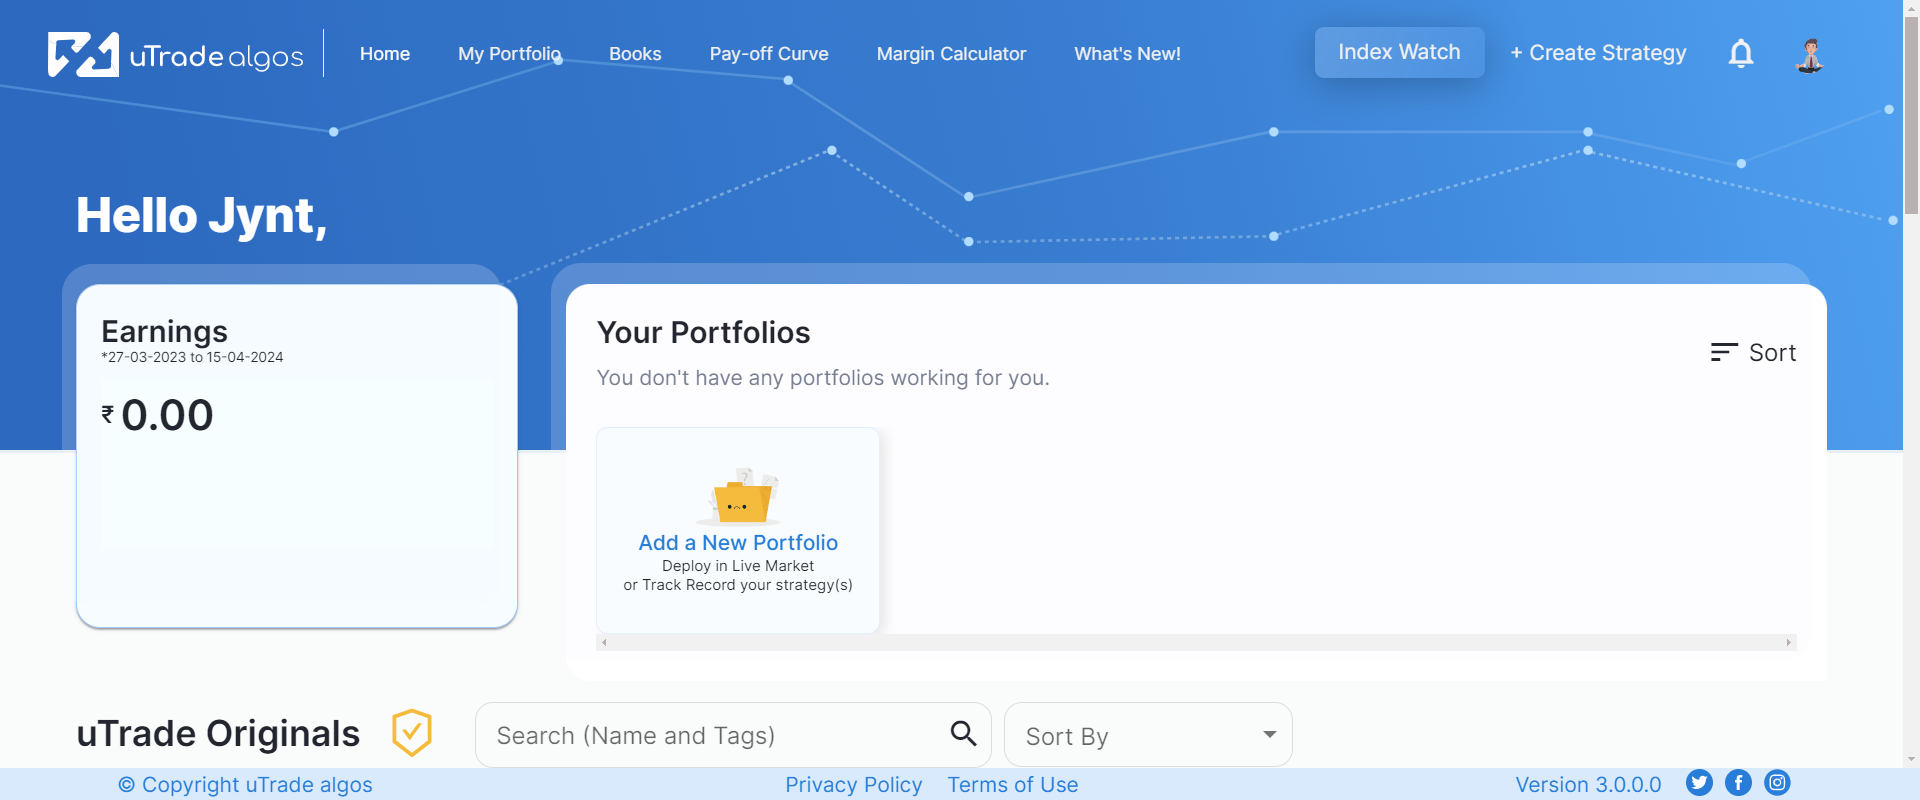 uTrade algos
Home
My Portfolio
Books
Pay-off Curve
Margin Calculator
What's New!
Index Watch
+ Create Strategy
Hello Jynt,
Earnings
*27-03-2023 to 15-04-2024
₹ 0.00
Your Portfolios
Sort
You don't have any portfolios working for you.
Add a New Portfolio
Deploy in Live Market
or Track Record your strategy(s)
uTrade Originals
Search (Name and Tags)
Sort By
© Copyright uTrade algos
Privacy Policy
Terms of Use
Version 3.0.0.0